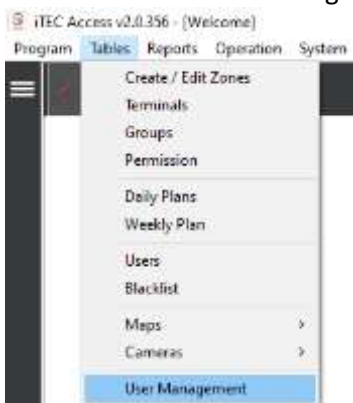 iTEC Access v2.0.356 - [Welcome]
Program Tables Reports Operation System
Create / Edit Zones
Terminals
Groups
Permission
Daily Plans
Weekly Plan
Users
Blacklist
Maps
Cameras
User Management